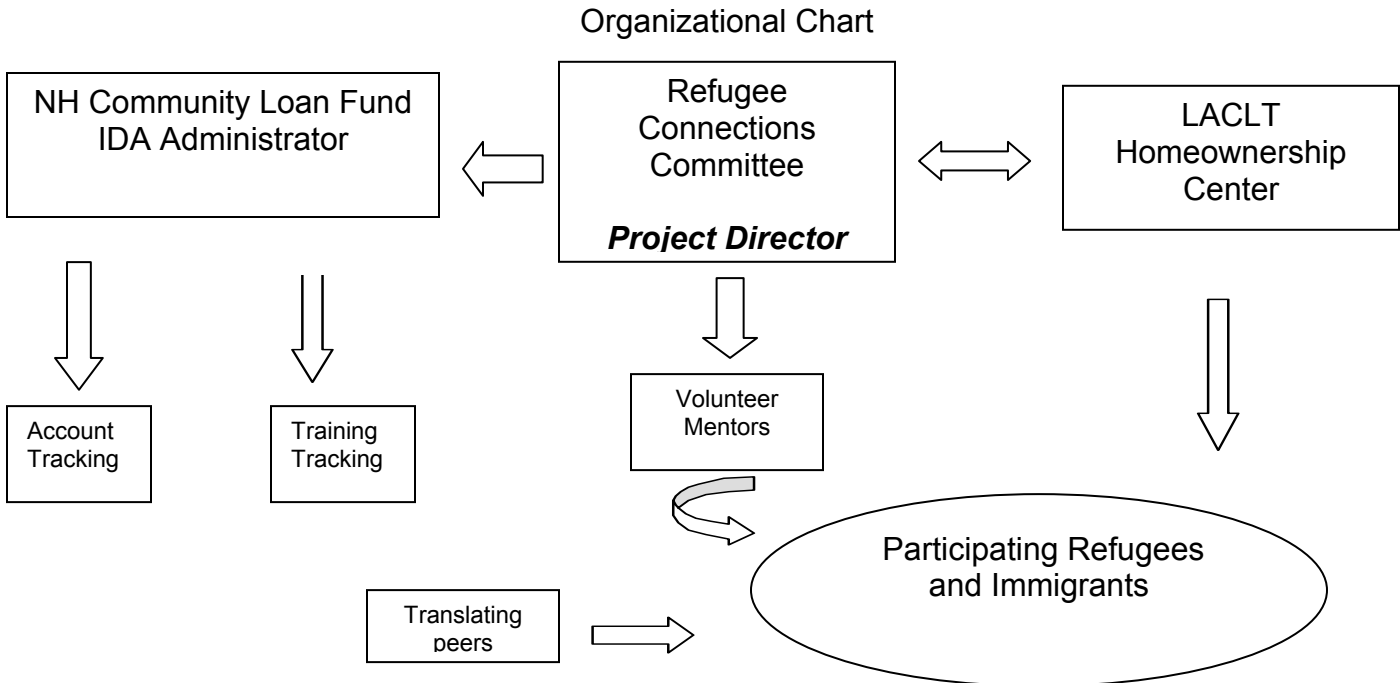 Organizational Chart
NH Community Loan Fund
IDA Administrator
Refugee
Connections
Committee
Project Director
LACLT
Homeownership
Center
Account
Tracking
Training
Tracking
Volunteer
Mentors
Participating Refugees
and Immigrants
Translating
peers